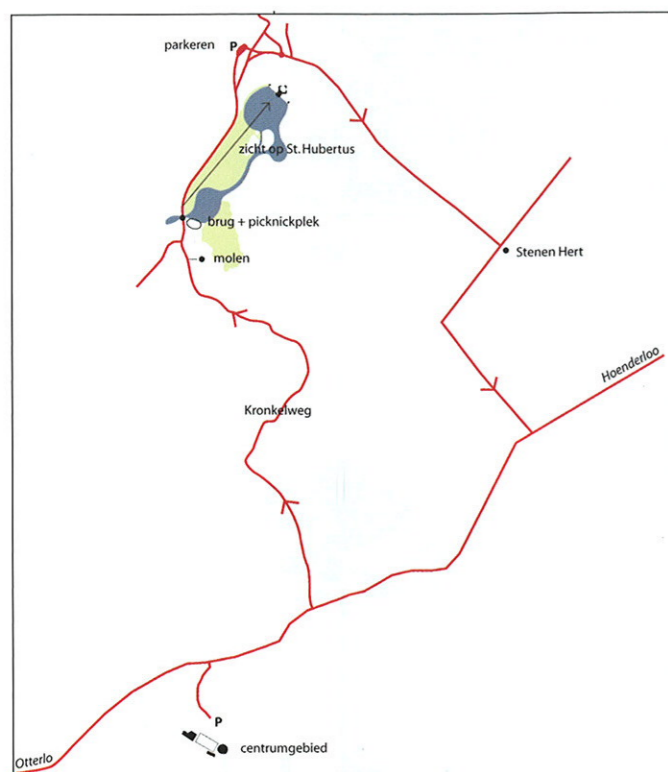 parkeren P
zicht op St. Hubertus
brug + picknickplek
Stenen Hert
molen
Hoenderloo
Kronkelweg
P
centrumgebied
Otterlo